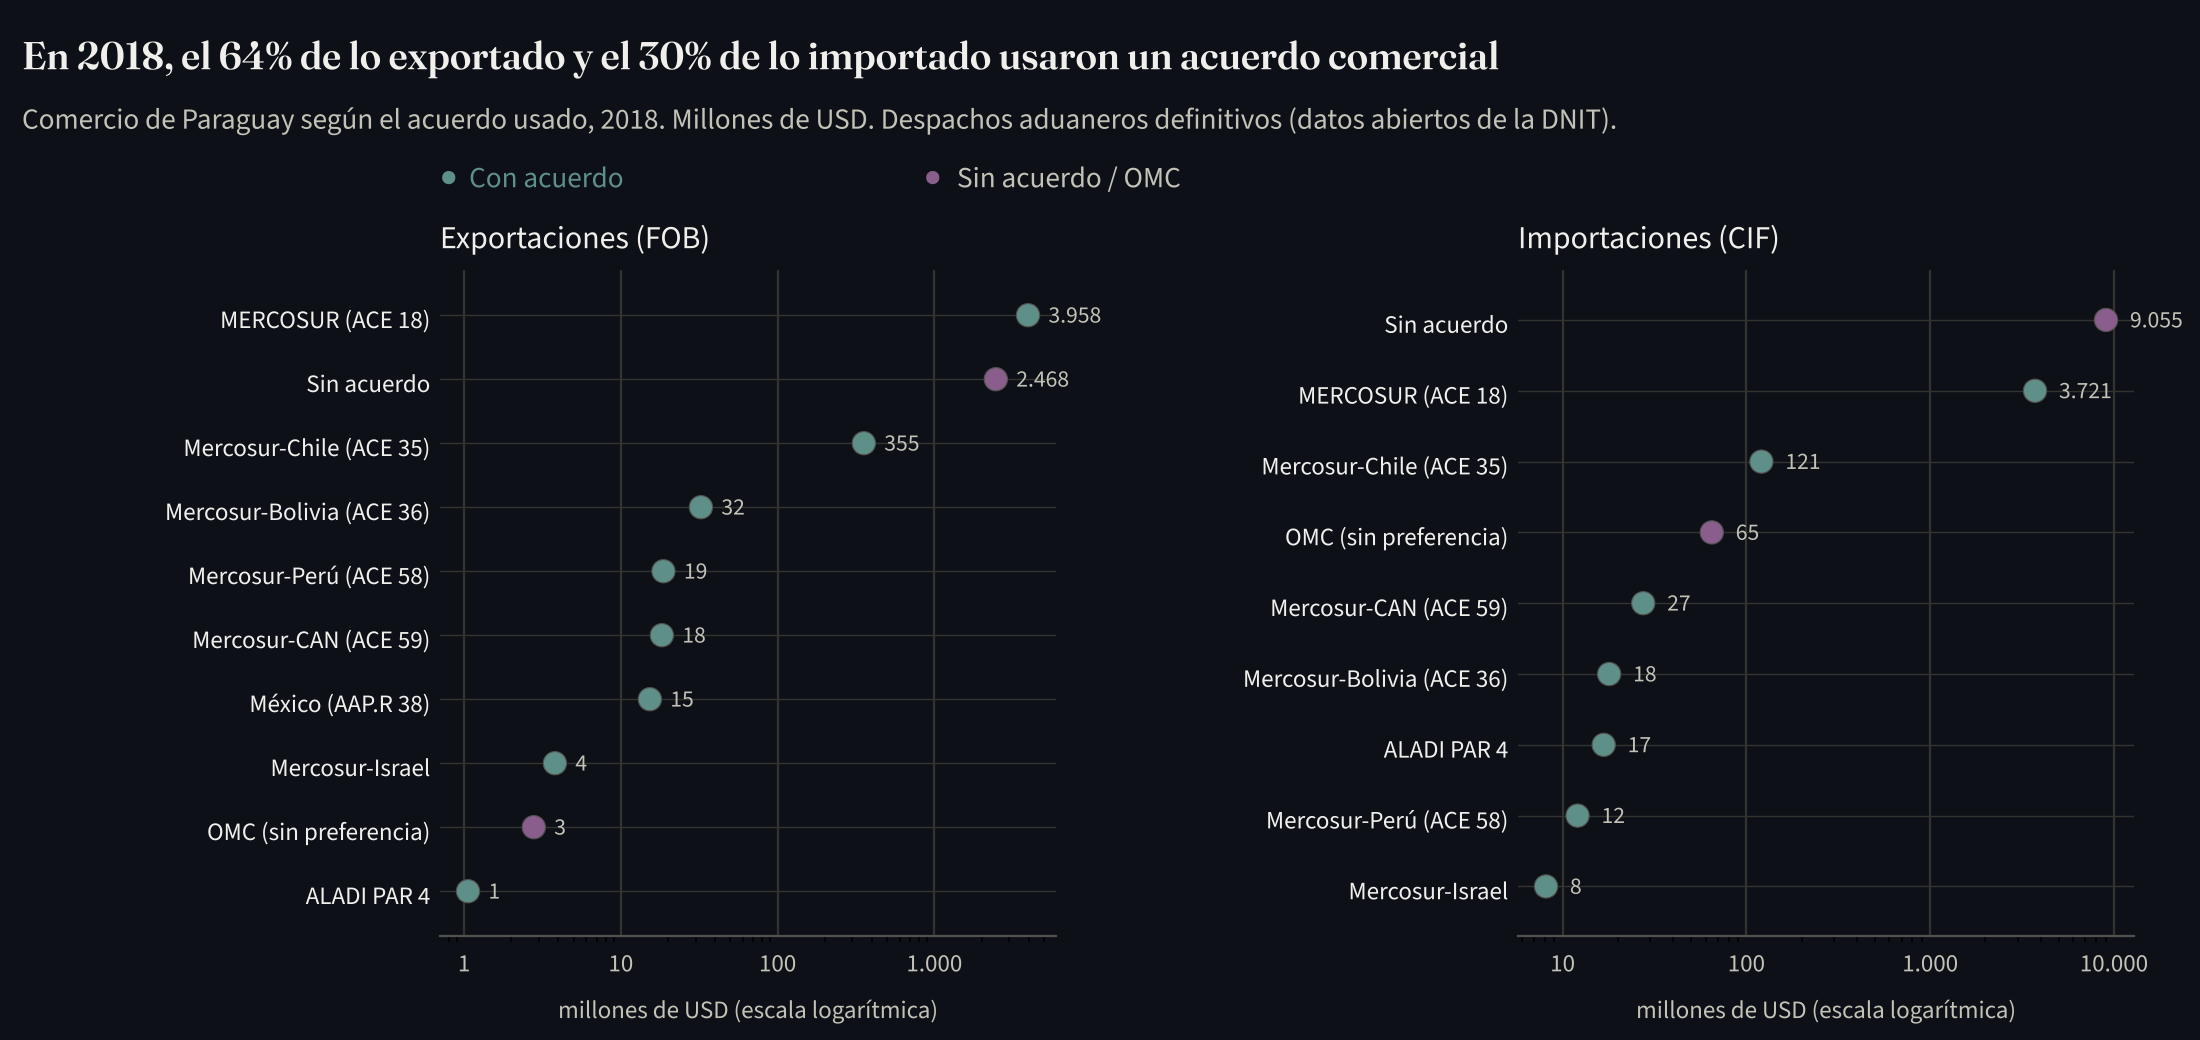 En 2018, el 64% de lo exportado y el 30% de lo importado usaron un acuerdo comercial
Comercio de Paraguay según el acuerdo usado, 2018. Millones de USD. Despachos aduaneros definitivos (datos abiertos de la DNIT).
Con acuerdo
Sin acuerdo / OMC
Exportaciones (FOB)
MERCOSUR (ACE 18) 3.958
Sin acuerdo 2.468
Mercosur-Chile (ACE 35) 355
Mercosur-Bolivia (ACE 36) 32
Mercosur-Perú (ACE 58) 19
Mercosur-CAN (ACE 59) 18
México (AAP.R 38) 15
Mercosur-Israel 4
OMC (sin preferencia) 3
ALADI PAR 4 1
1 10 100 1.000
millones de USD (escala logarítmica)
Importaciones (CIF)
Sin acuerdo 9.055
MERCOSUR (ACE 18) 3.721
Mercosur-Chile (ACE 35) 121
OMC (sin preferencia) 65
Mercosur-CAN (ACE 59) 27
Mercosur-Bolivia (ACE 36) 18
ALADI PAR 4 17
Mercosur-Perú (ACE 58) 12
Mercosur-Israel 8
10 100 1.000 10.000
millones de USD (escala logarítmica)